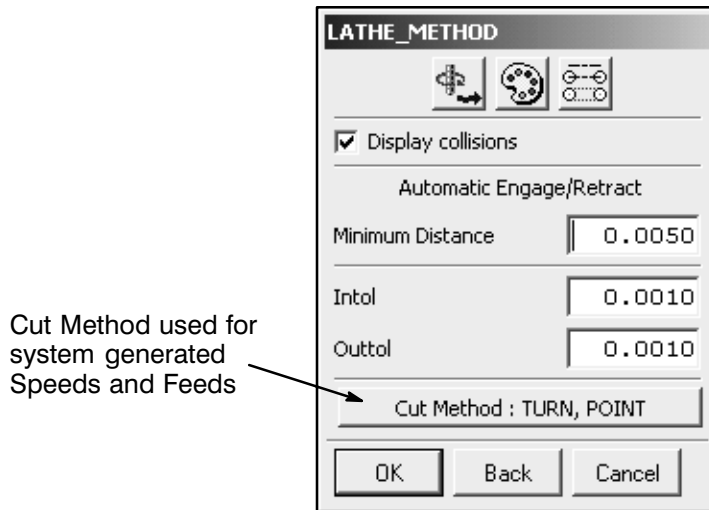 LATHE_METHOD
Display collisions
Automatic Engage/Retract
Minimum Distance 0.0050
Intol 0.0010
Outtol 0.0010
Cut Method : TURN, POINT
OK Back Cancel
Cut Method used for
system generated
Speeds and Feeds